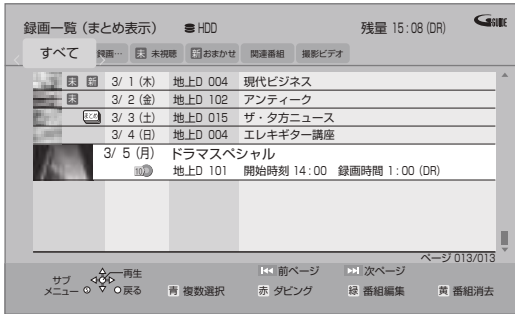 録画一覧 (まとめ表示) HDD 残量 15:08 (DR) GGUIDE
すべて 録画… 未 未視聴 新 おまかせ 関連番組 撮影ビデオ
未 新 3/ 1 (木) 地上D 004 現代ビジネス
未 3/ 2 (金) 地上D 102 アンティーク
まとめ 3/ 3 (土) 地上D 015 ザ・夕方ニュース
3/ 4 (日) 地上D 004 エレキギター講座
3/ 5 (月) ドラマスペシャル
地上D 101 開始時刻 14:00 録画時間 1:00 (DR)
ページ 013/013
サブメニュー 再生 戻る
前ページ 次ページ
青 複数選択 赤 ダビング 緑 番組編集 黄 番組消去